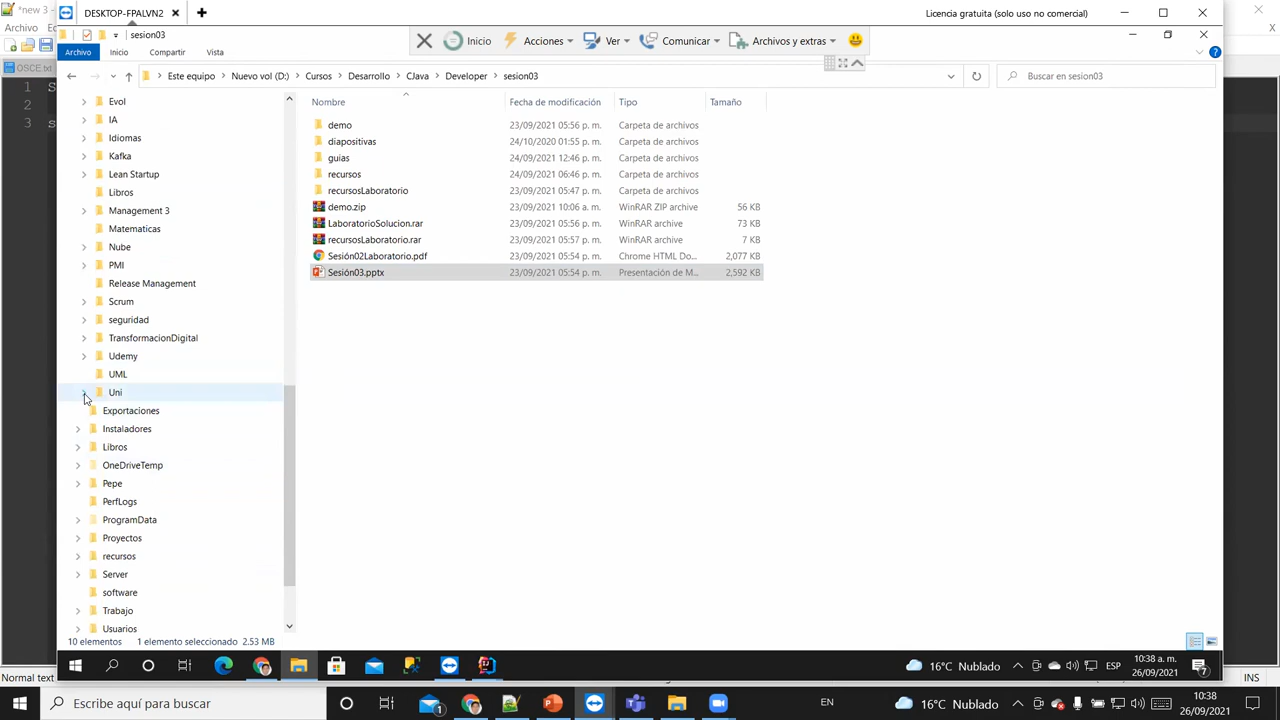 *new 3 -
DESKTOP-FPALVN2
Licencia gratuita (solo uso no comercial)
Archivo
sesion03
Inicio
Acciones
Ver
Comunicar
Archivos y extras
Archivo
Inicio
Compartir
Vista
OSCE.txt
Este equipo
Nuevo vol (D:)
Cursos
Desarrollo
CJava
Developer
sesion03
Buscar en sesion03
1
2
3
Nombre
Fecha de modificación
Tipo
Tamaño
Evol
IA
Idiomas
Kafka
Lean Startup
Libros
Management 3
Matematicas
Nube
PMI
Release Management
Scrum
seguridad
TransformacionDigital
Udemy
UML
Uni
Exportaciones
Instaladores
Libros
OneDriveTemp
Pepe
PerfLogs
ProgramData
Proyectos
recursos
Server
software
Trabajo
Usuarios
demo 23/09/2021 05:56 p. m. Carpeta de archivos
diapositivas 24/10/2020 01:55 p. m. Carpeta de archivos
guias 24/09/2021 12:46 p. m. Carpeta de archivos
recursos 24/09/2021 06:46 p. m. Carpeta de archivos
recursosLaboratorio 23/09/2021 05:47 p. m. Carpeta de archivos
demo.zip 23/09/2021 10:06 a. m. WinRAR ZIP archive 56 KB
LaboratorioSolucion.rar 23/09/2021 05:56 p. m. WinRAR archive 73 KB
recursosLaboratorio.rar 23/09/2021 05:57 p. m. WinRAR archive 7 KB
Sesión02Laboratorio.pdf 23/09/2021 05:54 p. m. Chrome HTML Do... 2,077 KB
Sesión03.pptx 23/09/2021 05:54 p. m. Presentación de M... 2,592 KB
10 elementos
1 elemento seleccionado 2.53 MB
16°C Nublado
ESP
10:38 a. m.
26/09/2021
7
Normal text
INS
Escribe aquí para buscar
1
EN
16°C Nublado
10:38
26/09/2021